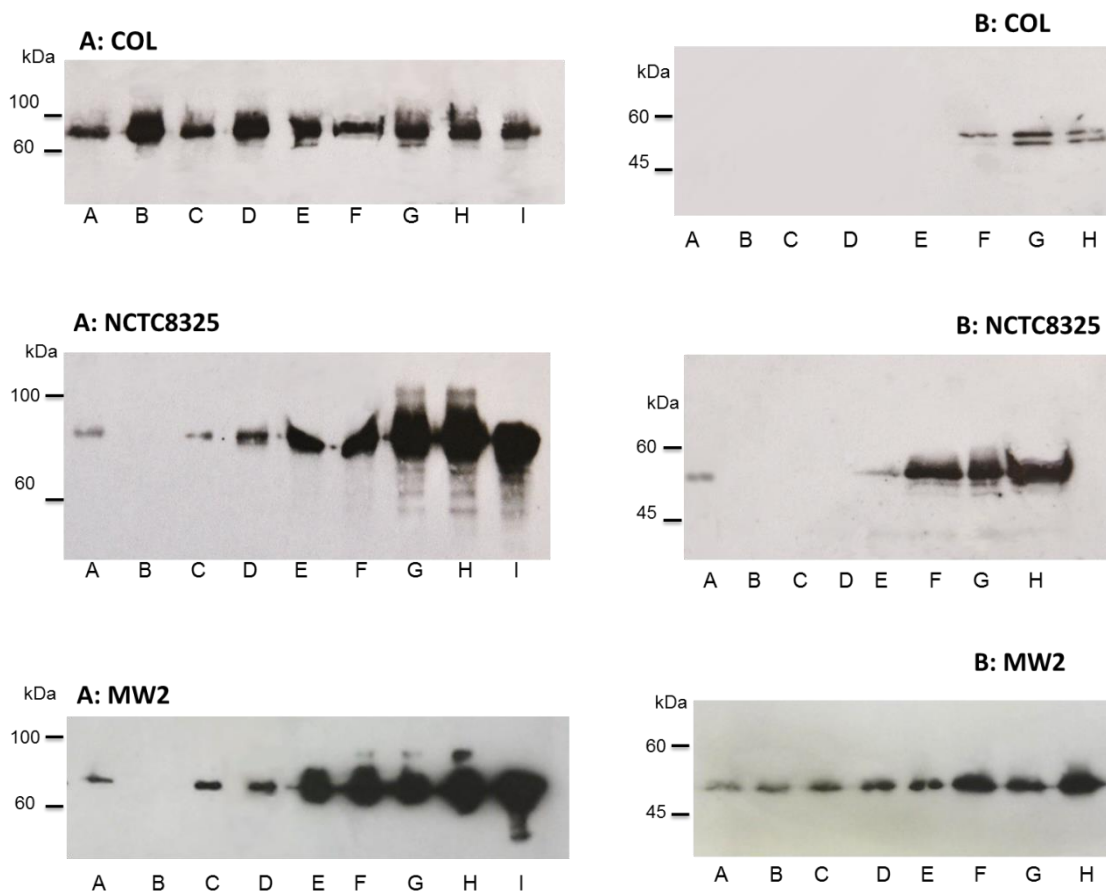 A: COL
kDa
100
60
A B C D E F G H I
B: COL
kDa
60
45
A B C D E F G H
A: NCTC8325
kDa
100
60
A B C D E F G H I
B: NCTC8325
kDa
60
45
A B C D E F G H
A: MW2
kDa
100
60
A B C D E F G H I
B: MW2
kDa
60
45
A B C D E F G H